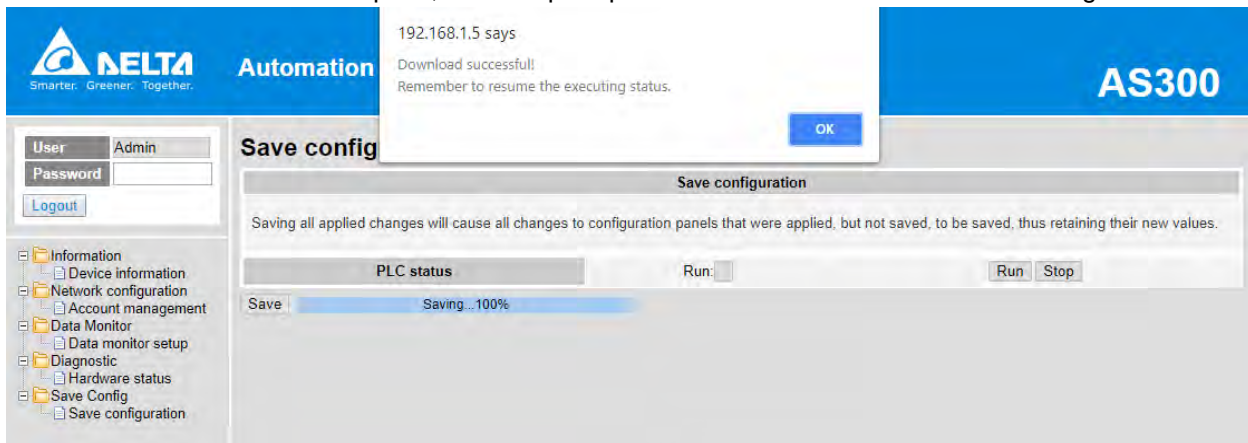 192.168.1.5 says
Download successful!
Remember to resume the executing status.
OK
DELTA
Smarter. Greener. Together.
Automation
AS300
User Admin
Password
Logout
Information
Device information
Network configuration
Account management
Data Monitor
Data monitor setup
Diagnostic
Hardware status
Save Config
Save configuration
Save config
Save configuration
Saving all applied changes will cause all changes to configuration panels that were applied, but not saved, to be saved, thus retaining their new values.
PLC status Run: Run Stop
Save Saving...100%